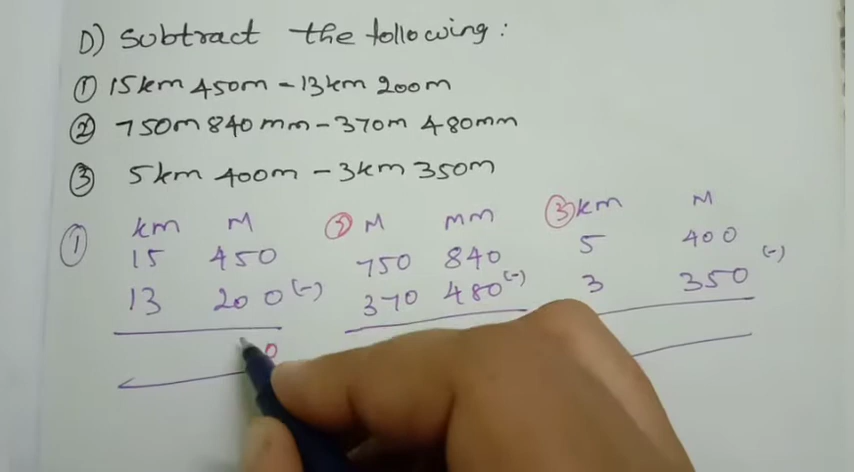 D) Subtract the following:
① 15km 450m - 13km 200m
② 750m 840mm - 370m 480mm
③ 5km 400m - 3km 350m
① km M ② M mm ③ km M
15 450 750 840 5 400
13 200 (-) 370 480 (-) 3 350 (-)
0